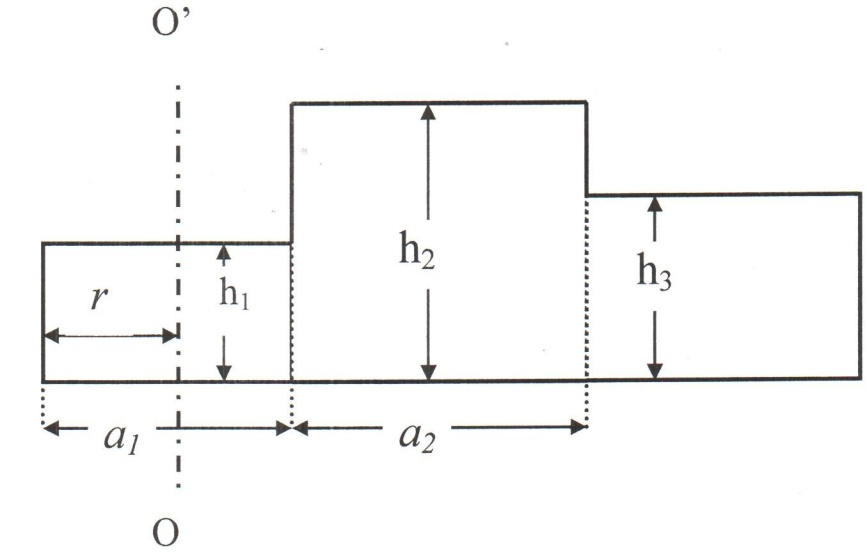 O’
r
h₁
h₂
h₃
a₁
a₂
O